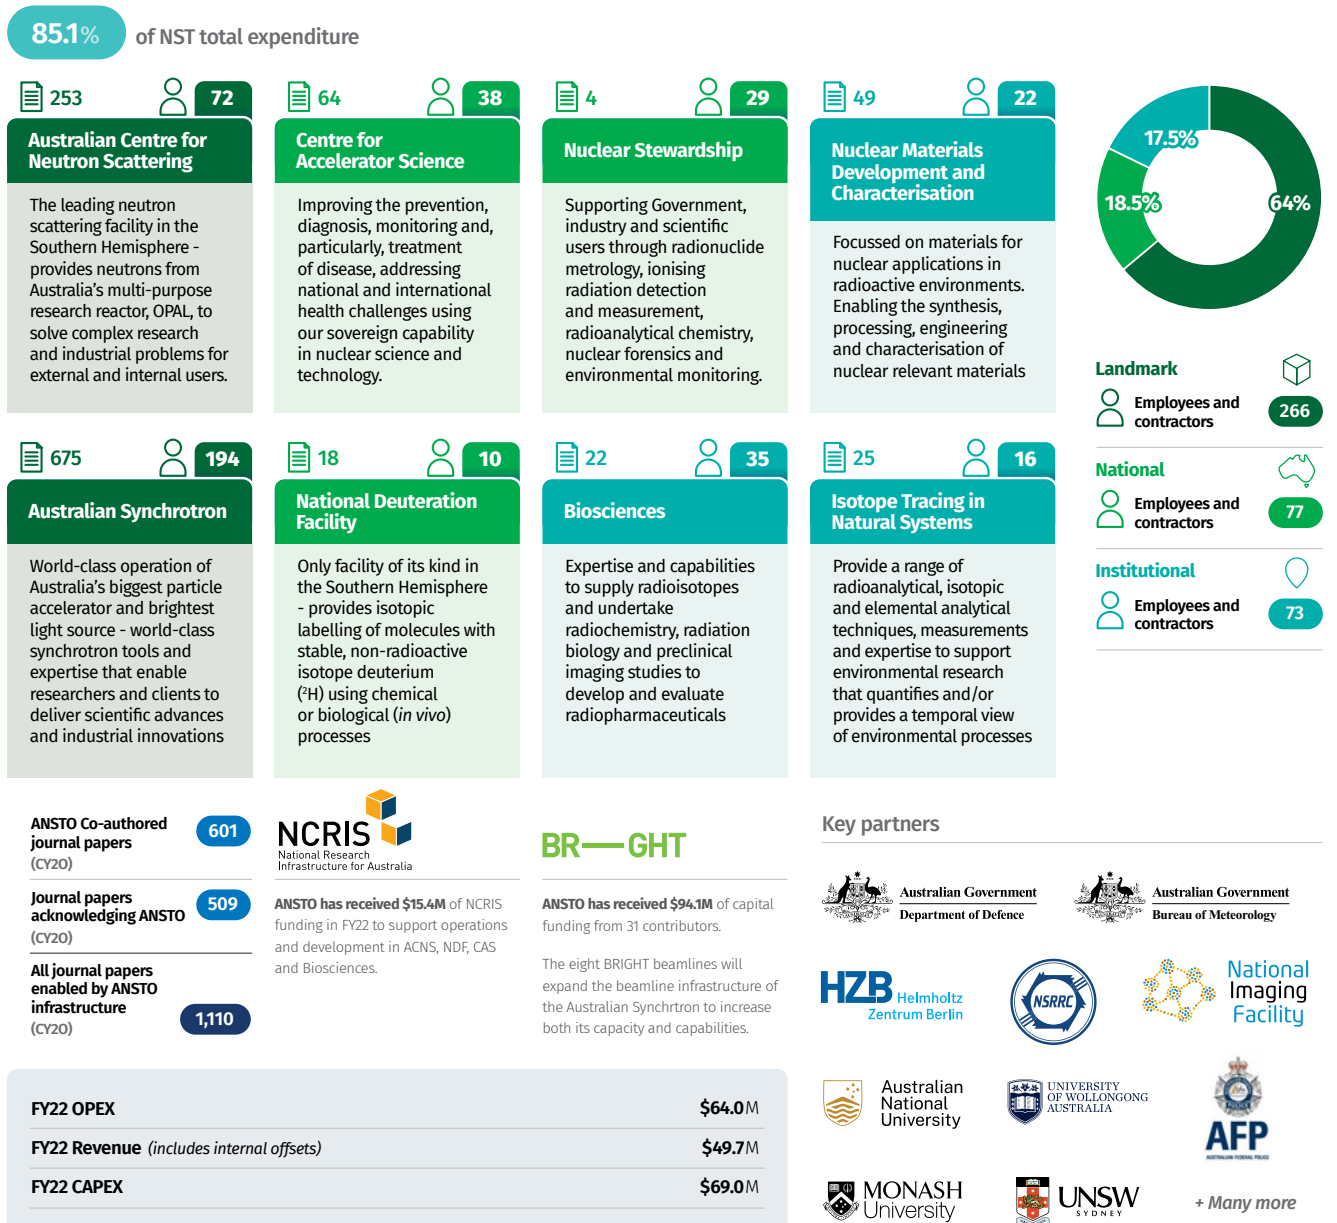 85.1% of NST total expenditure
253 72
Australian Centre for
Neutron Scattering
The leading neutron
scattering facility in the
Southern Hemisphere -
provides neutrons from
Australia's multi-purpose
research reactor, OPAL, to
solve complex research
and industrial problems for
external and internal users.
64 38
Centre for
Accelerator Science
Improving the prevention,
diagnosis, monitoring and,
particularly, treatment
of disease, addressing
national and international
health challenges using
our sovereign capability
in nuclear science and
technology.
4 29
Nuclear Stewardship
Supporting Government,
industry and scientific
users through radionuclide
metrology, ionising
radiation detection
and measurement,
radioanalytical chemistry,
nuclear forensics and
environmental monitoring.
49 22
Nuclear Materials
Development and
Characterisation
Focussed on materials for
nuclear applications in
radioactive environments.
Enabling the synthesis,
processing, engineering
and characterisation of
nuclear relevant materials
17.5%
18.5%
64%
Landmark
Employees and
contractors
266
National
Employees and
contractors
77
Institutional
Employees and
contractors
73
675 194
Australian Synchrotron
World-class operation of
Australia's biggest particle
accelerator and brightest
light source - world-class
synchrotron tools and
expertise that enable
researchers and clients to
deliver scientific advances
and industrial innovations
18 10
National Deuteration
Facility
Only facility of its kind in
the Southern Hemisphere
- provides isotopic
labelling of molecules with
stable, non-radioactive
isotope deuterium
(²H) using chemical
or biological (in vivo)
processes
22 35
Biosciences
Expertise and capabilities
to supply radioisotopes
and undertake
radiochemistry, radiation
biology and preclinical
imaging studies to
develop and evaluate
radiopharmaceuticals
25 16
Isotope Tracing in
Natural Systems
Provide a range of
radioanalytical, isotopic
and elemental analytical
techniques, measurements
and expertise to support
environmental research
that quantifies and/or
provides a temporal view
of environmental processes
ANSTO Co-authored
journal papers
(CY20)
601
Journal papers
acknowledging ANSTO
(CY20)
509
All journal papers
enabled by ANSTO
infrastructure
(CY20)
1,110
NCRIS
National Research
Infrastructure for Australia
ANSTO has received $15.4M of NCRIS
funding in FY22 to support operations
and development in ACNS, NDF, CAS
and Biosciences.
BR—GHT
ANSTO has received $94.1M of capital
funding from 31 contributors.
The eight BRIGHT beamlines will
expand the beamline infrastructure of
the Australian Synchrtron to increase
both its capacity and capabilities.
Key partners
Australian Government
Department of Defence
Australian Government
Bureau of Meteorology
HZB Helmholtz
Zentrum Berlin
NSRRC
National
Imaging
Facility
Australian
National
University
UNIVERSITY
OF WOLLONGONG
AUSTRALIA
AFP
AUSTRALIAN FEDERAL POLICE
MONASH
University
UNSW
SYDNEY
+ Many more
FY22 OPEX $64.0M
FY22 Revenue (includes internal offsets) $49.7M
FY22 CAPEX $69.0M